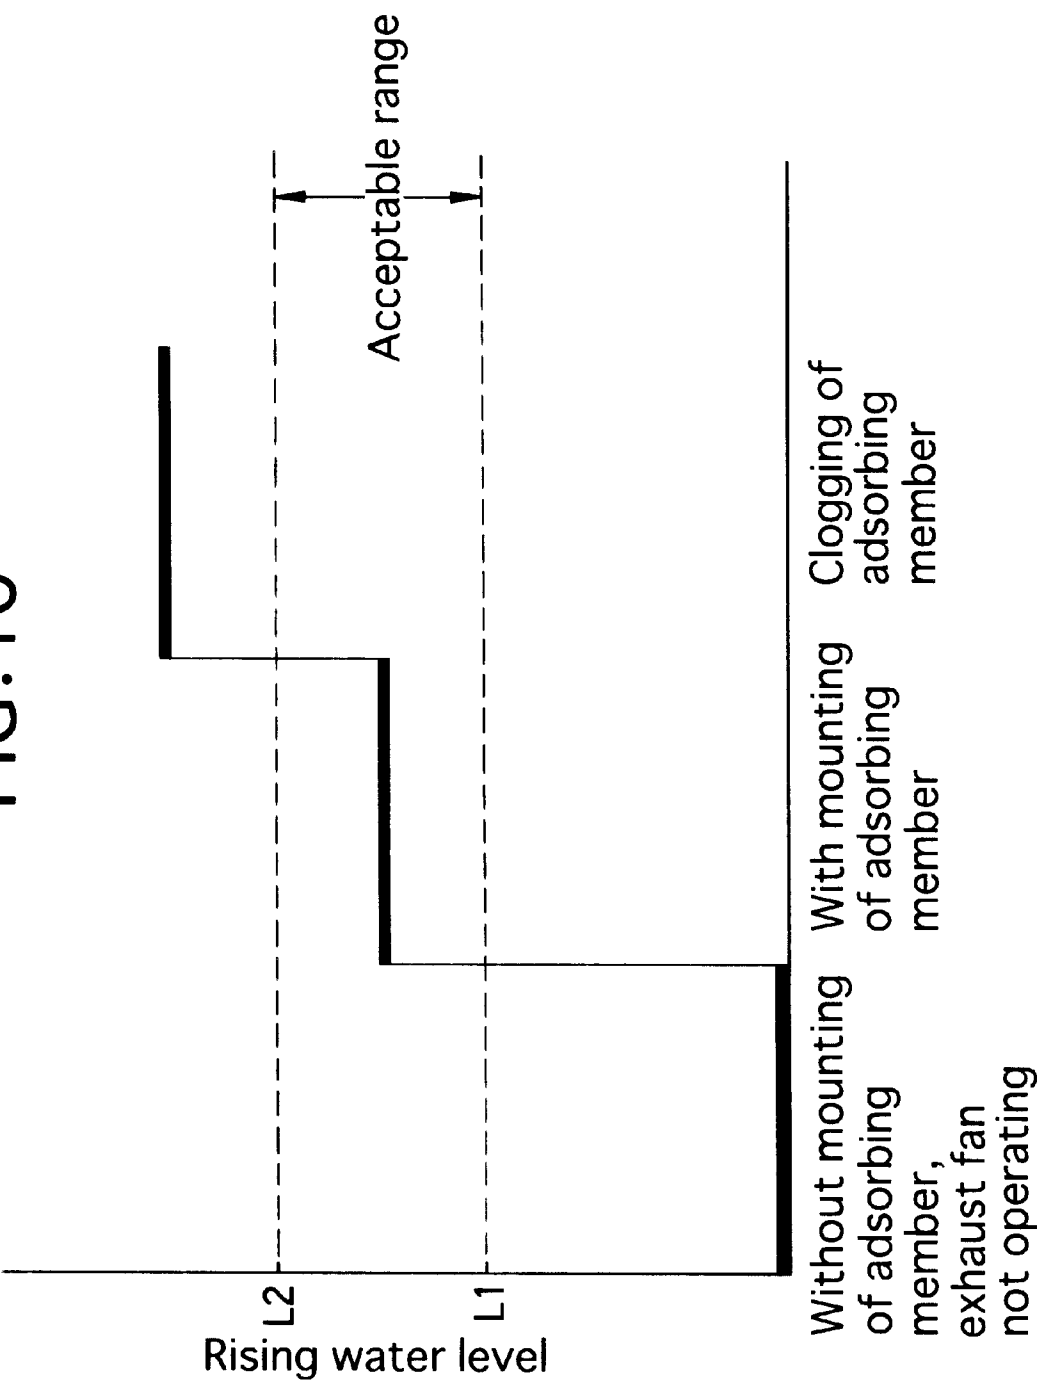 Rising water level
L2
L1
Acceptable range
Without mounting
of adsorbing
member,
exhaust fan
not operating
With mounting
of adsorbing
member
Clogging of
adsorbing
member